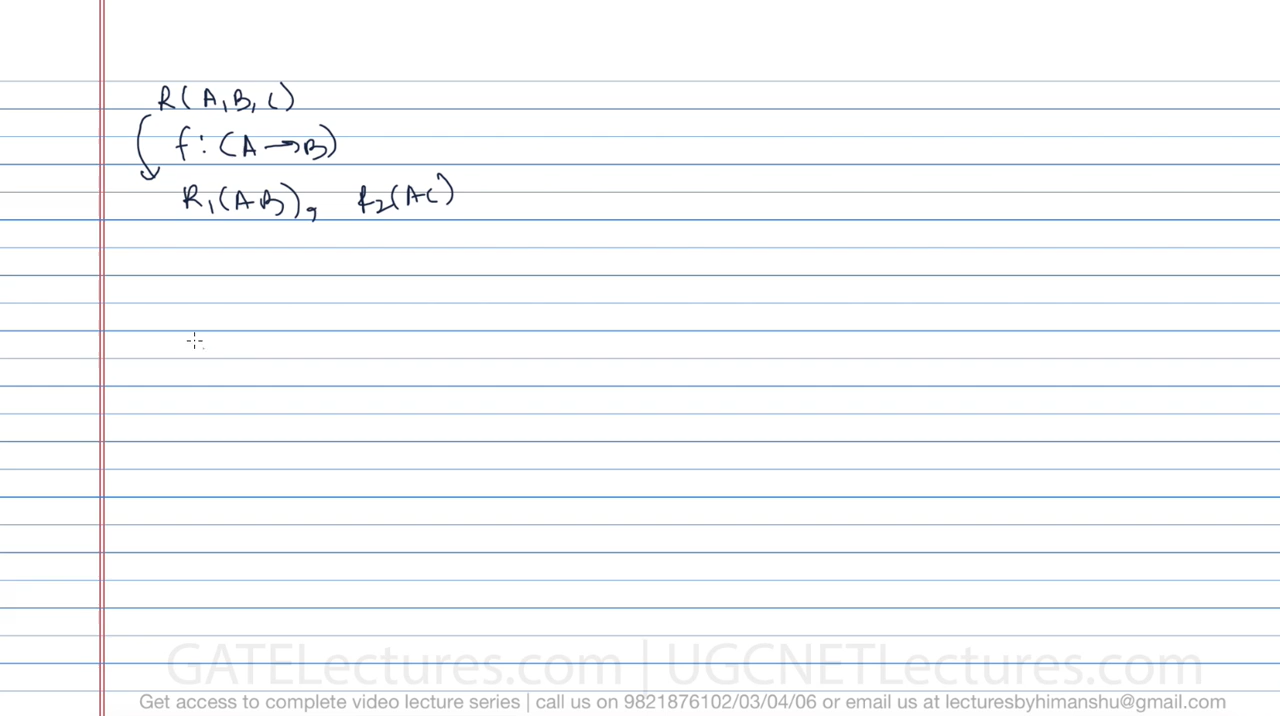 R(A,B,C)
f: (A→B)
R₁(AB), R₂(AC)
GATELectures.com | UGCNETLectures.com
Get access to complete video lecture series | call us on 9821876102/03/04/06 or email us at lecturesbyhimanshu@gmail.com